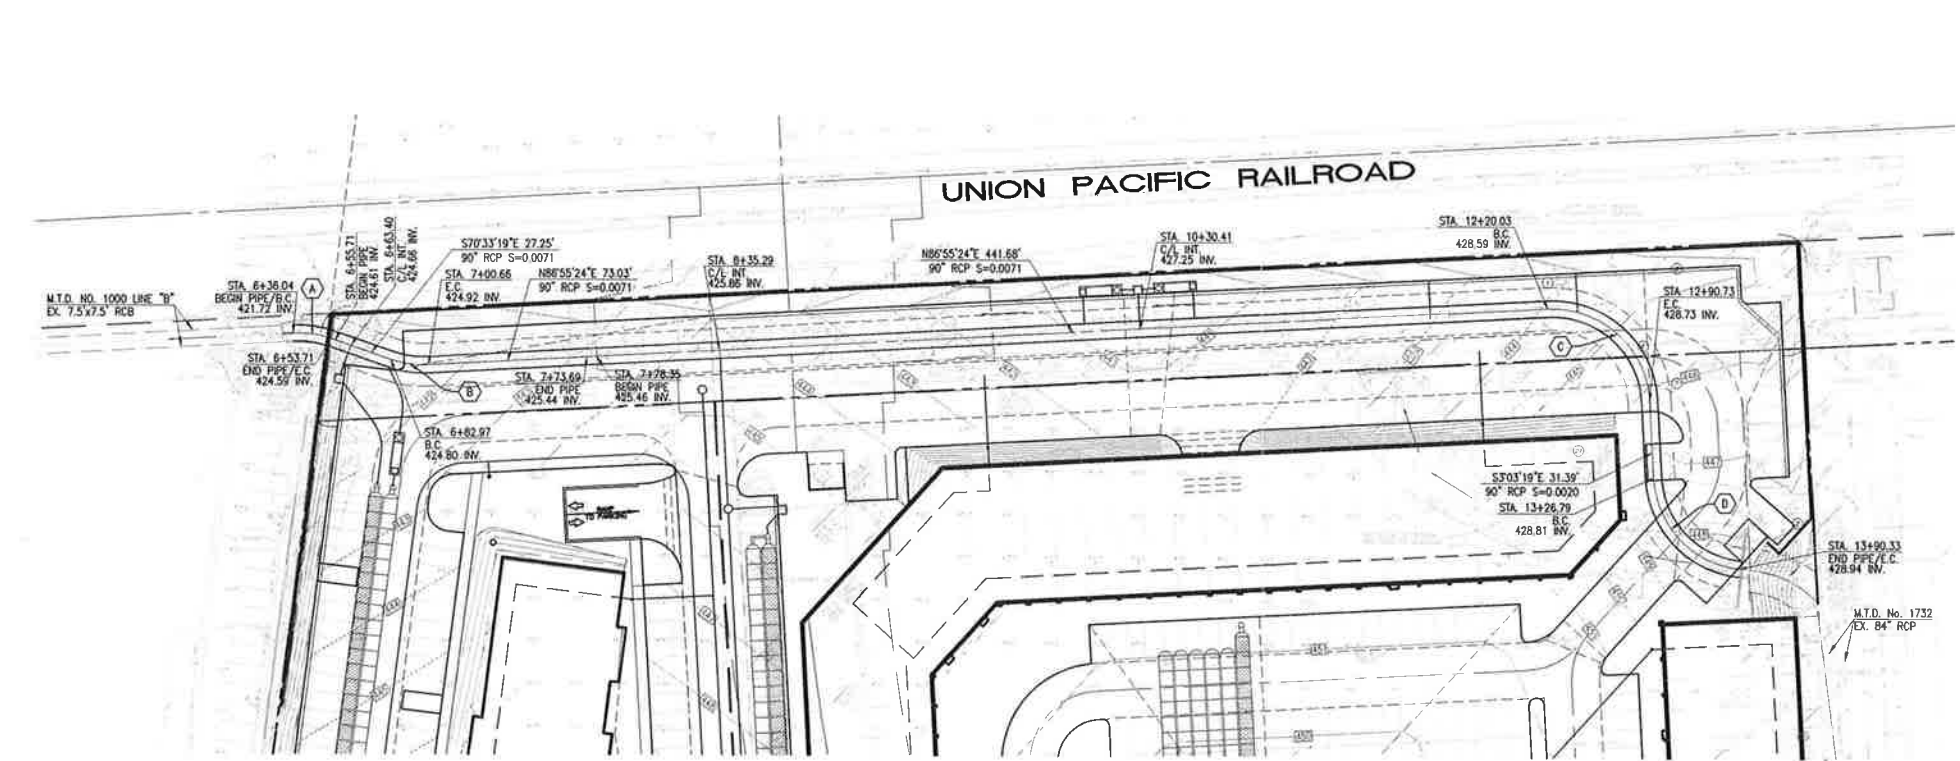 UNION PACIFIC RAILROAD
M.T.D. NO. 1000 LINE "B"
EX. 7.5'x7.5' RCB
STA. 6+36.04
BEGIN PIPE/B.C.
421.72 INV.
A
STA. 6+55.71
BEGIN PIPE
424.61 INV.
STA. 6+63.40
C/L INT.
424.66 INV.
S70°33'19"E 27.25'
90" RCP S=0.0071
STA. 7+00.66
E.C.
424.92 INV.
N86°55'24"E 73.03'
90" RCP S=0.0071
STA. 8+35.29
C/L INT.
425.86 INV.
N86°55'24"E 441.68'
90" RCP S=0.0071
STA. 10+30.41
C/L INT.
427.25 INV.
STA. 12+20.03
B.C.
428.59 INV.
STA. 12+90.73
E.C.
428.73 INV.
STA. 6+53.71
END PIPE/E.C.
424.59 INV.
B
STA. 7+73.69
END PIPE
425.44 INV.
STA. 7+78.35
BEGIN PIPE
425.46 INV.
C
STA. 6+82.97
B.C.
424.80 INV.
TO PARKING
S3°03'19"E 31.39'
90" RCP S=0.0020
STA. 13+26.79
B.C.
428.81 INV.
447
D
STA. 13+90.33
END PIPE/E.C.
428.94 INV.
M.T.D. No. 1732
EX. 84" RCP